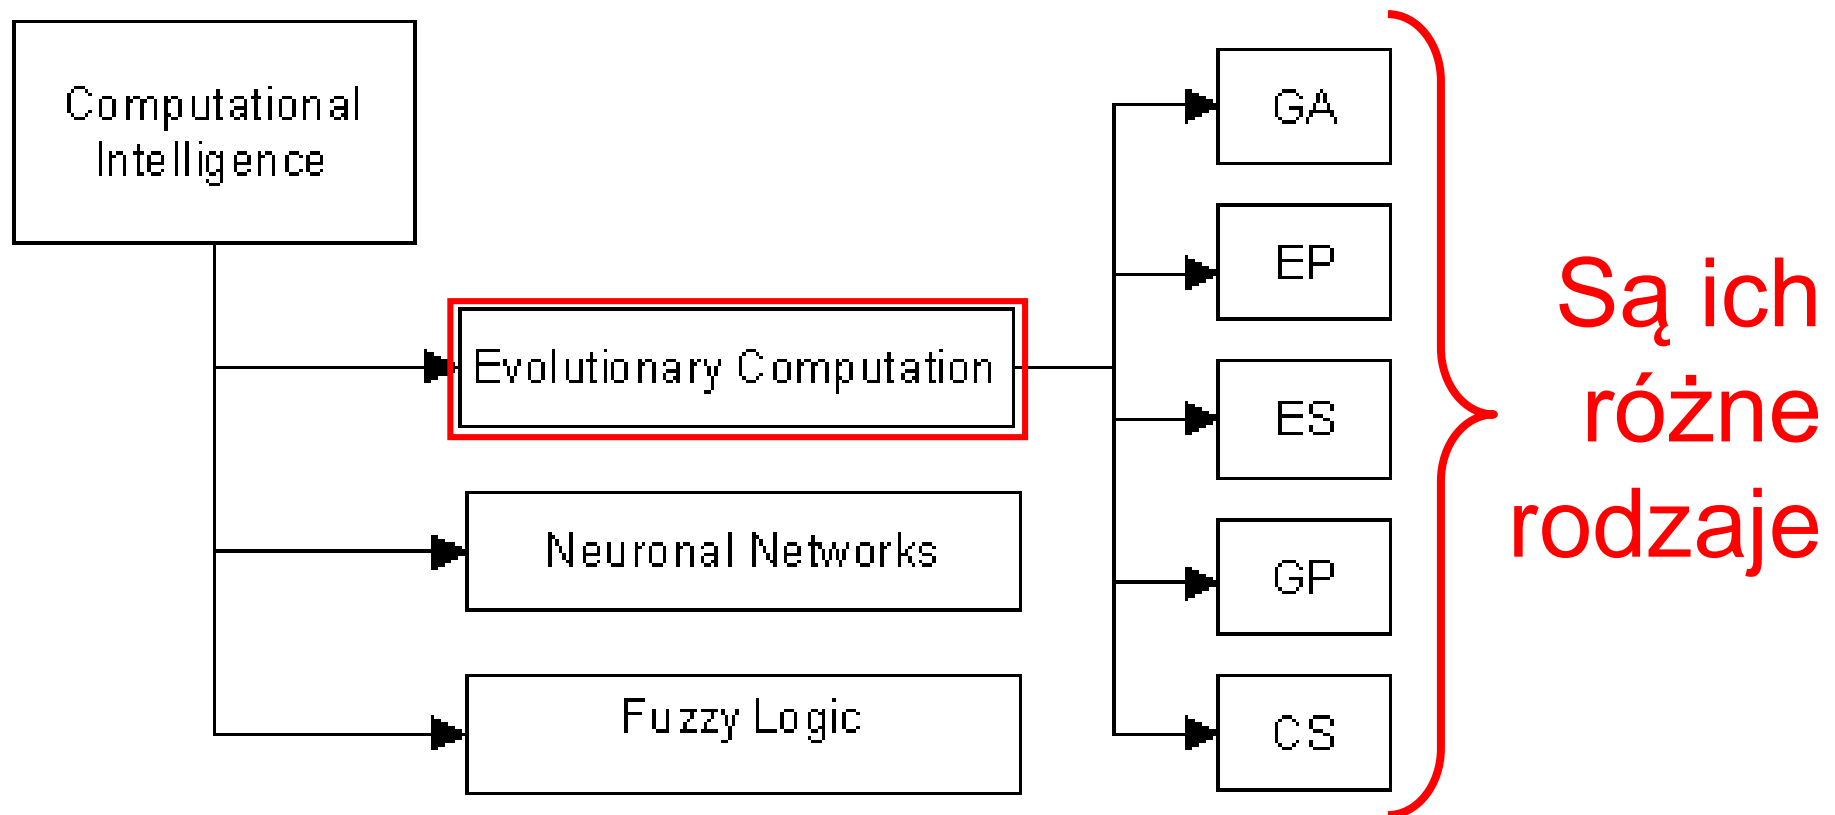 Computational
Intelligence
Evolutionary Computation
Neuronal Networks
Fuzzy Logic
GA
EP
ES
GP
CS
Są ich
różne
rodzaje